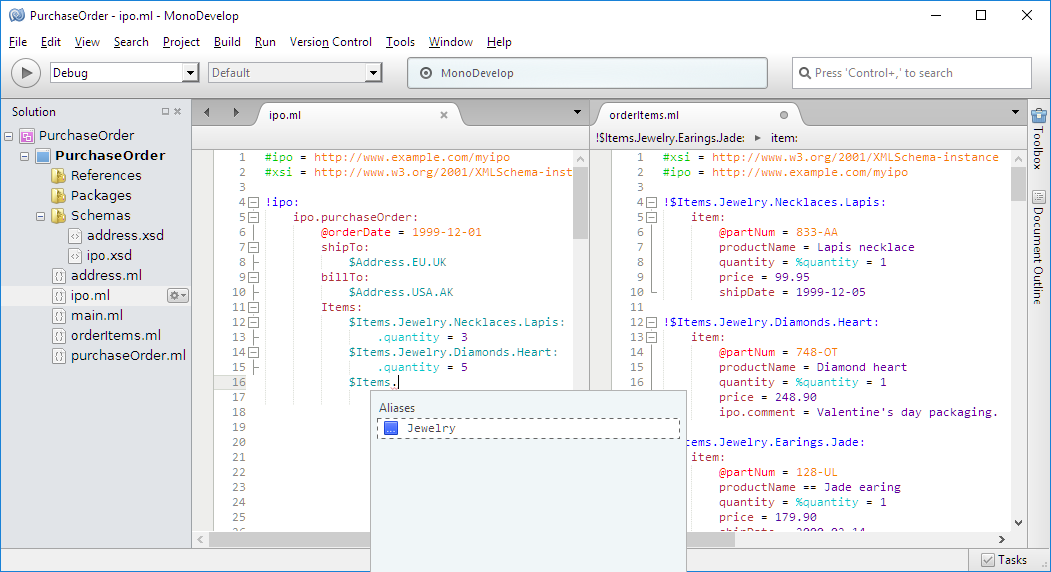 PurchaseOrder - ipo.ml - MonoDevelop
File Edit View Search Project Build Run Version Control Tools Window Help
Debug Default MonoDevelop Press 'Control+,' to search
Solution
PurchaseOrder
PurchaseOrder
References
Packages
Schemas
address.xsd
ipo.xsd
address.ml
ipo.ml
main.ml
orderItems.ml
purchaseOrder.ml
ipo.ml
1 #ipo = http://www.example.com/myipo
2 #xsi = http://www.w3.org/2001/XMLSchema-inst
3
4 !ipo:
5 ipo.purchaseOrder:
6 @orderDate = 1999-12-01
7 shipTo:
8 $Address.EU.UK
9 billTo:
10 $Address.USA.AK
11 Items:
12 $Items.Jewelry.Necklaces.Lapis:
13 .quantity = 3
14 $Items.Jewelry.Diamonds.Heart:
15 .quantity = 5
16 $Items.
17
18
19
20
21
22
23
24
25
26
Aliases
Jewelry
orderItems.ml
!$Items.Jewelry.Earings.Jade: item:
1 #xsi = http://www.w3.org/2001/XMLSchema-instance
2 #ipo = http://www.example.com/myipo
3
4 !$Items.Jewelry.Necklaces.Lapis:
5 item:
6 @partNum = 833-AA
7 productName = Lapis necklace
8 quantity = %quantity = 1
9 price = 99.95
10 shipDate = 1999-12-05
11
12 !$Items.Jewelry.Diamonds.Heart:
13 item:
14 @partNum = 748-OT
15 productName = Diamond heart
16 quantity = %quantity = 1
price = 248.90
ipo.comment = Valentine's day packaging.
ems.Jewelry.Earings.Jade:
item:
@partNum = 128-UL
productName == Jade earing
quantity = %quantity = 1
price = 179.90
Toolbox
Document Outline
Tasks